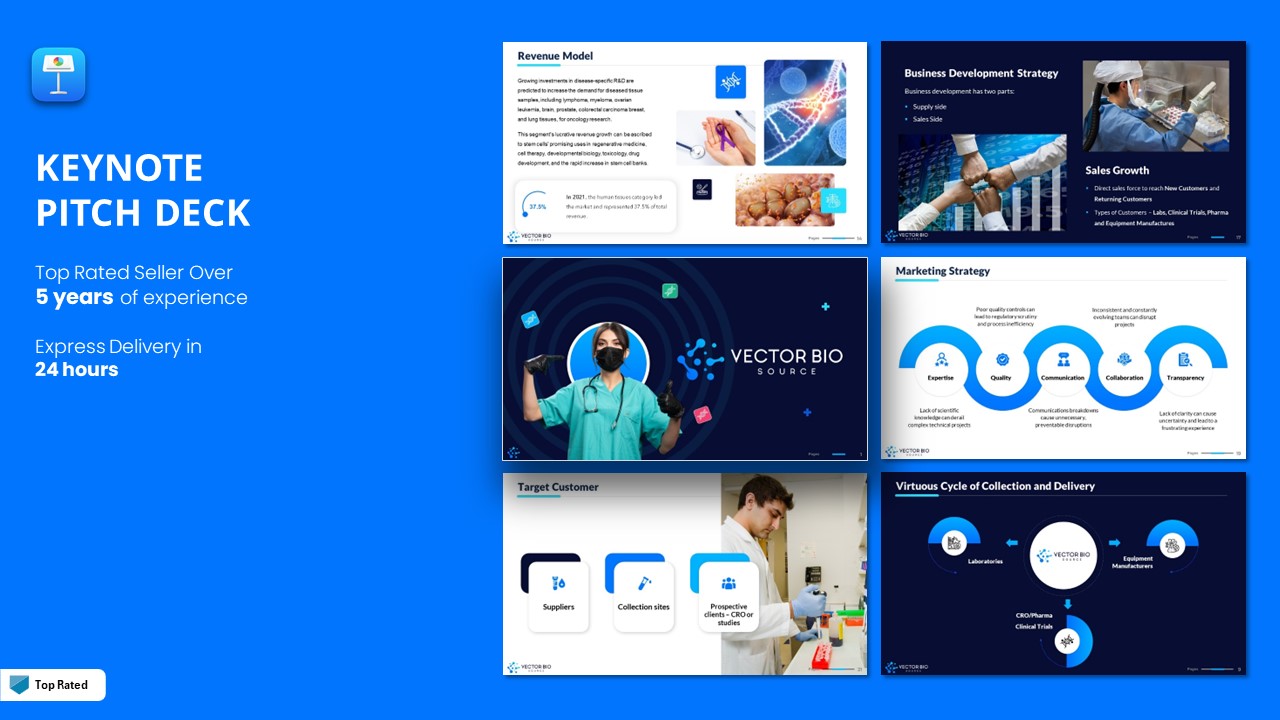 KEYNOTE
PITCH DECK
Top Rated Seller Over
5 years of experience
Express Delivery in
24 hours
Top Rated
Revenue Model
Growing investments in disease-specific R&D are
predicted to increase the demand for diseased tissue
samples, including lymphoma, myeloma, ovarian
leukemia, brain, prostate, colorectal carcinoma breast,
and lung tissues, for oncology research.
This segment's lucrative revenue growth can be ascribed
to stem cells' promising uses in regenerative medicine,
cell therapy, developmental biology, toxicology, drug
development, and the rapid increase in stem cell banks.
37.5%
In 2021, the human tissues category led
the market and represented 37.5% of total
revenue.
VECTOR BIO
SOURCE
Pages
Business Development Strategy
Business development has two parts:
• Supply side
• Sales Side
Sales Growth
• Direct sales force to reach New Customers and
Returning Customers
• Types of Customers – Labs, Clinical Trials, Pharma
and Equipment Manufactures
VECTOR BIO
SOURCE
Pages
VECTOR BIO
SOURCE
Pages
Marketing Strategy
Poor quality controls can
lead to regulatory scrutiny
and process inefficiency
Inconsistent and constantly
evolving teams can disrupt
projects
Expertise
Quality
Communication
Collaboration
Transparency
Lack of scientific
knowledge can derail
complex technical projects
Communications breakdowns
cause unnecessary,
preventable disruptions
Lack of clarity can cause
uncertainty and lead to a
frustrating experience
VECTOR BIO
SOURCE
Pages
Target Customer
Suppliers
Collection sites
Prospective
clients – CRO or
studies
VECTOR BIO
SOURCE
Virtuous Cycle of Collection and Delivery
Laboratories
VECTOR BIO
SOURCE
Equipment
Manufacturers
CRO/Pharma
Clinical Trials
VECTOR BIO
SOURCE
Pages